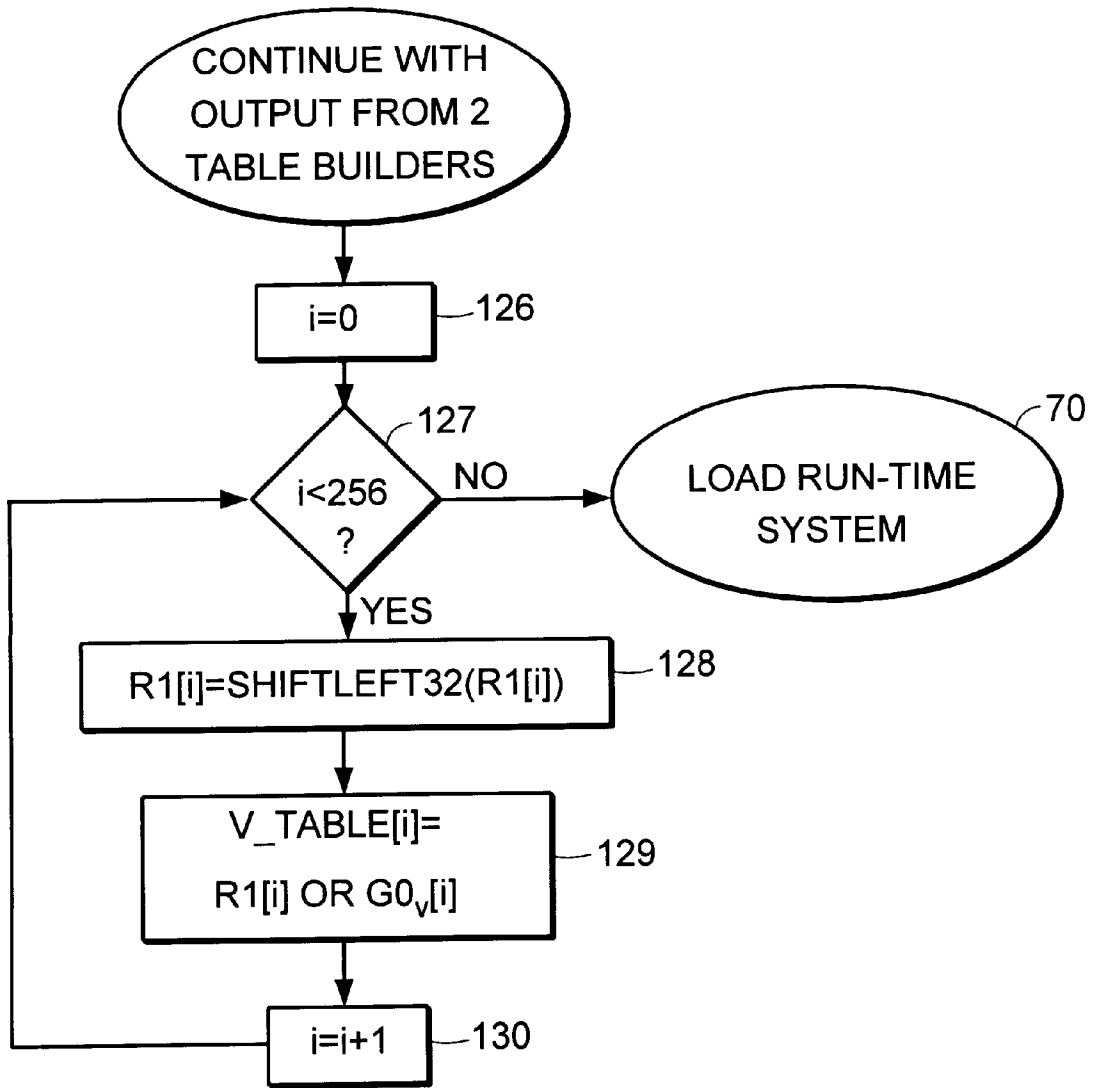 CONTINUE WITH
OUTPUT FROM 2
TABLE BUILDERS
i=0
126
127
i<256
?
NO
70
LOAD RUN-TIME
SYSTEM
YES
R1[i]=SHIFTLEFT32(R1[i])
128
V_TABLE[i]=
R1[i] OR G0v[i]
129
i=i+1
130